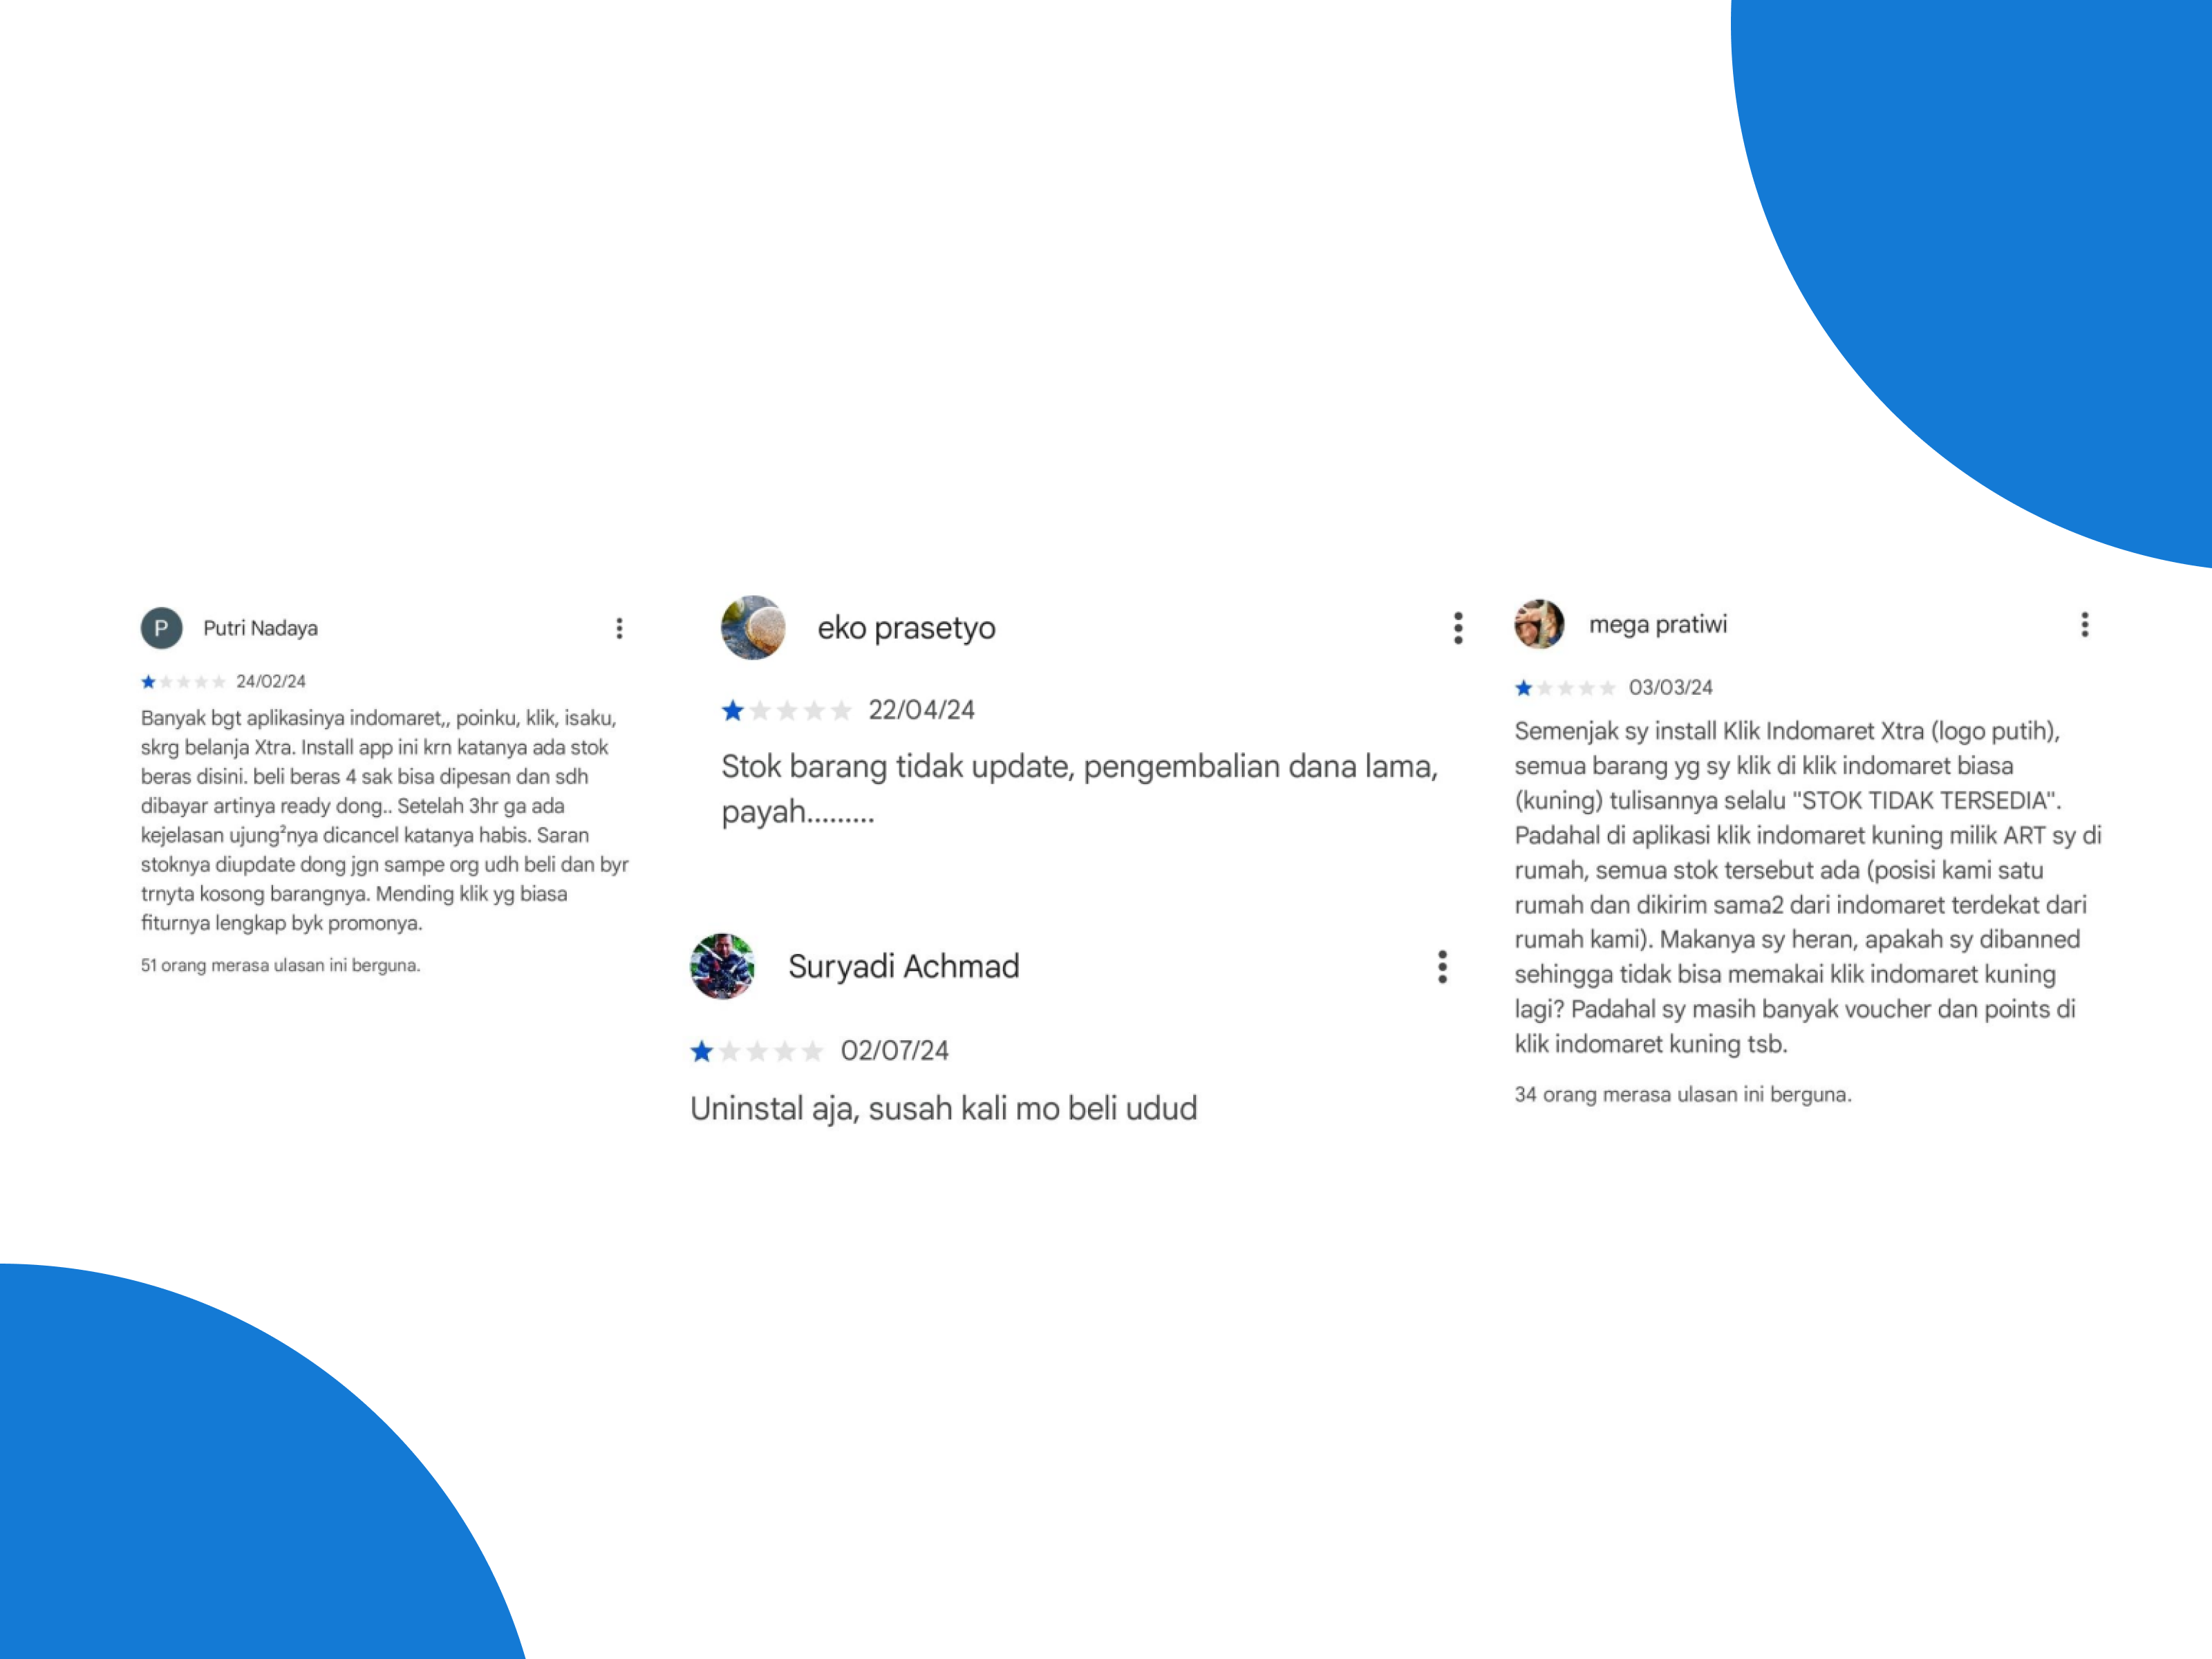 P
Putri Nadaya
24/02/24
Banyak bgt aplikasinya indomaret,, poinku, klik, isaku,
skrg belanja Xtra. Install app ini krn katanya ada stok
beras disini. beli beras 4 sak bisa dipesan dan sdh
dibayar artinya ready dong.. Setelah 3hr ga ada
kejelasan ujung²nya dicancel katanya habis. Saran
stoknya diupdate dong jgn sampe org udh beli dan byr
trnyta kosong barangnya. Mending klik yg biasa
fiturnya lengkap byk promonya.
51 orang merasa ulasan ini berguna.
eko prasetyo
22/04/24
Stok barang tidak update, pengembalian dana lama,
payah.........
Suryadi Achmad
02/07/24
Uninstal aja, susah kali mo beli udud
mega pratiwi
03/03/24
Semenjak sy install Klik Indomaret Xtra (logo putih),
semua barang yg sy klik di klik indomaret biasa
(kuning) tulisannya selalu "STOK TIDAK TERSEDIA".
Padahal di aplikasi klik indomaret kuning milik ART sy di
rumah, semua stok tersebut ada (posisi kami satu
rumah dan dikirim sama2 dari indomaret terdekat dari
rumah kami). Makanya sy heran, apakah sy dibanned
sehingga tidak bisa memakai klik indomaret kuning
lagi? Padahal sy masih banyak voucher dan points di
klik indomaret kuning tsb.
34 orang merasa ulasan ini berguna.